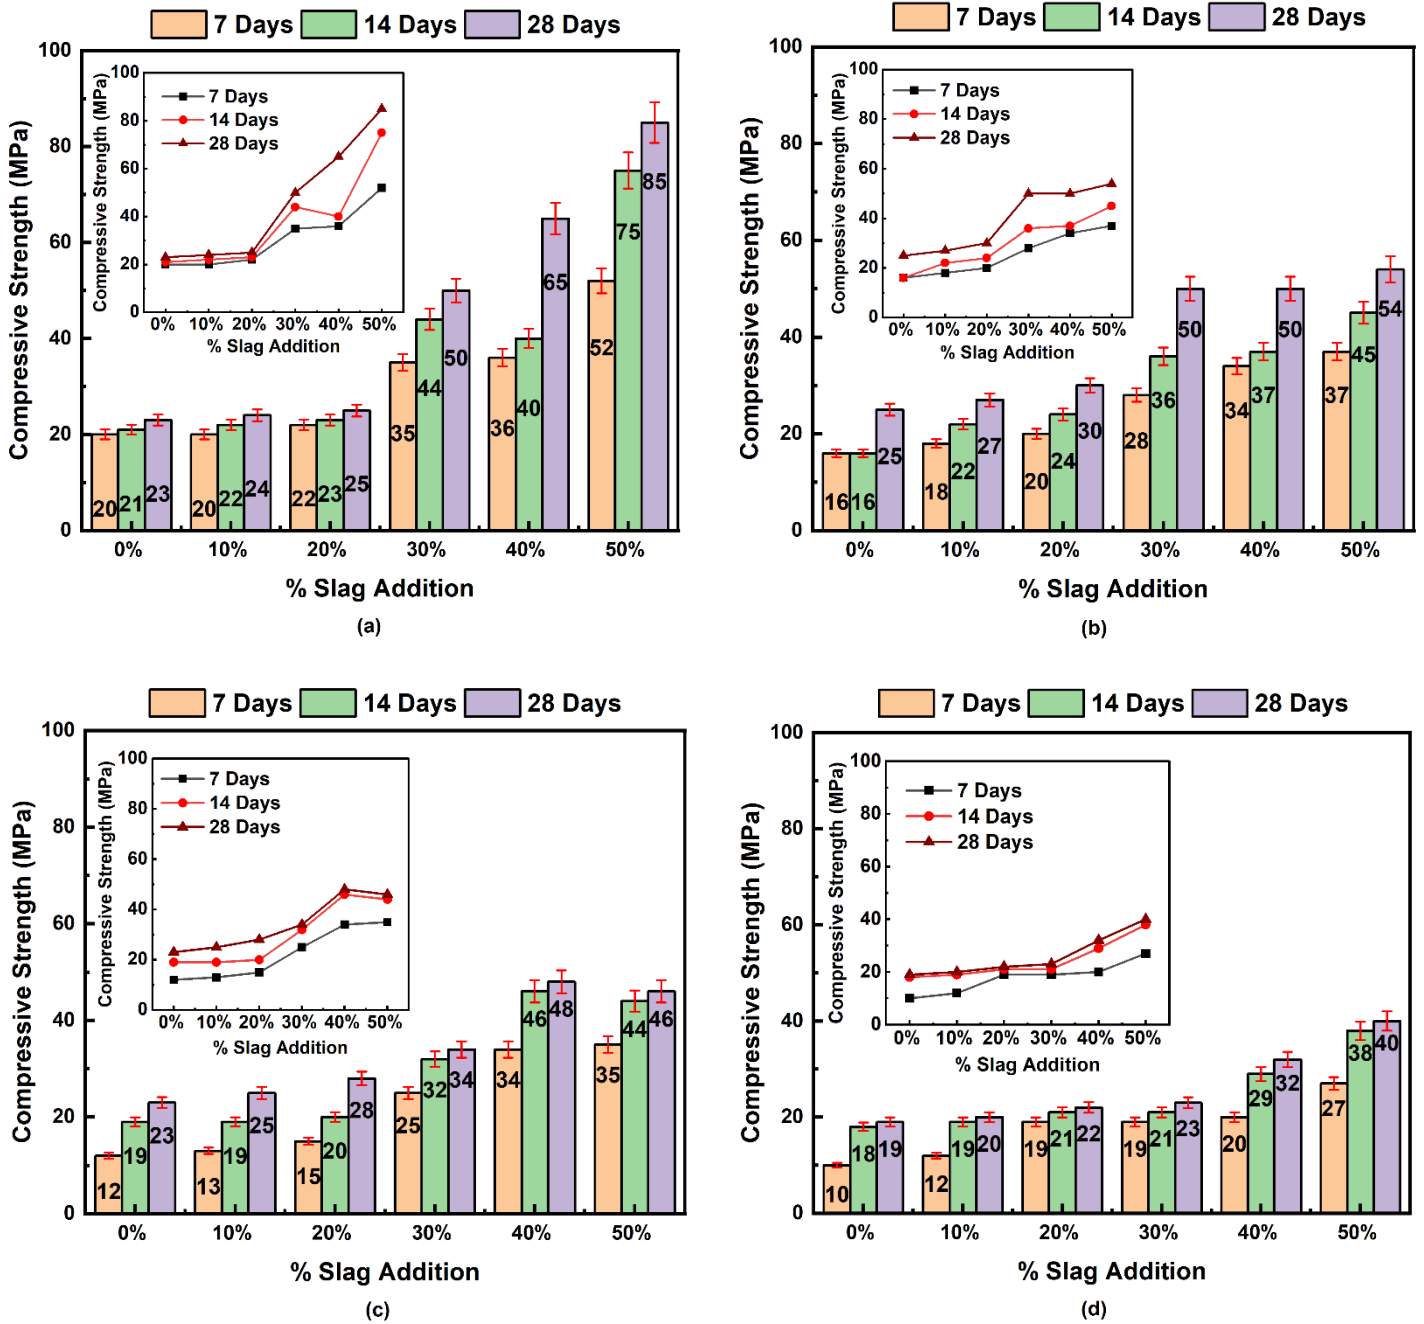 7 Days 14 Days 28 Days
Compressive Strength (MPa)
100
80
60
40
20
0
Compressive Strength (MPa)
100
80
60
40
20
0
7 Days
14 Days
28 Days
0% 10% 20% 30% 40% 50%
% Slag Addition
20 21 23 20 22 24 22 23 25 35 44 50 36 40 65 52 75 85
0% 10% 20% 30% 40% 50%
% Slag Addition
(a)
7 Days 14 Days 28 Days
Compressive Strength (MPa)
100
80
60
40
20
0
Compressive Strength (MPa)
100
80
60
40
20
0
7 Days
14 Days
28 Days
0% 10% 20% 30% 40% 50%
% Slag Addition
16 16 25 18 22 27 20 24 30 28 36 50 34 37 50 37 45 54
0% 10% 20% 30% 40% 50%
% Slag Addition
(b)
7 Days 14 Days 28 Days
Compressive Strength (MPa)
100
80
60
40
20
0
Compressive Strength (MPa)
100
80
60
40
20
0
7 Days
14 Days
28 Days
0% 10% 20% 30% 40% 50%
% Slag Addition
12 19 23 13 19 25 15 20 28 25 32 34 34 46 48 35 44 46
0% 10% 20% 30% 40% 50%
% Slag Addition
(c)
7 Days 14 Days 28 Days
Compressive Strength (MPa)
100
80
60
40
20
0
Compressive Strength (MPa)
100
80
60
40
20
0
7 Days
14 Days
28 Days
0% 10% 20% 30% 40% 50%
% Slag Addition
10 18 19 12 19 20 19 21 22 19 21 23 20 29 32 27 38 40
0% 10% 20% 30% 40% 50%
% Slag Addition
(d)